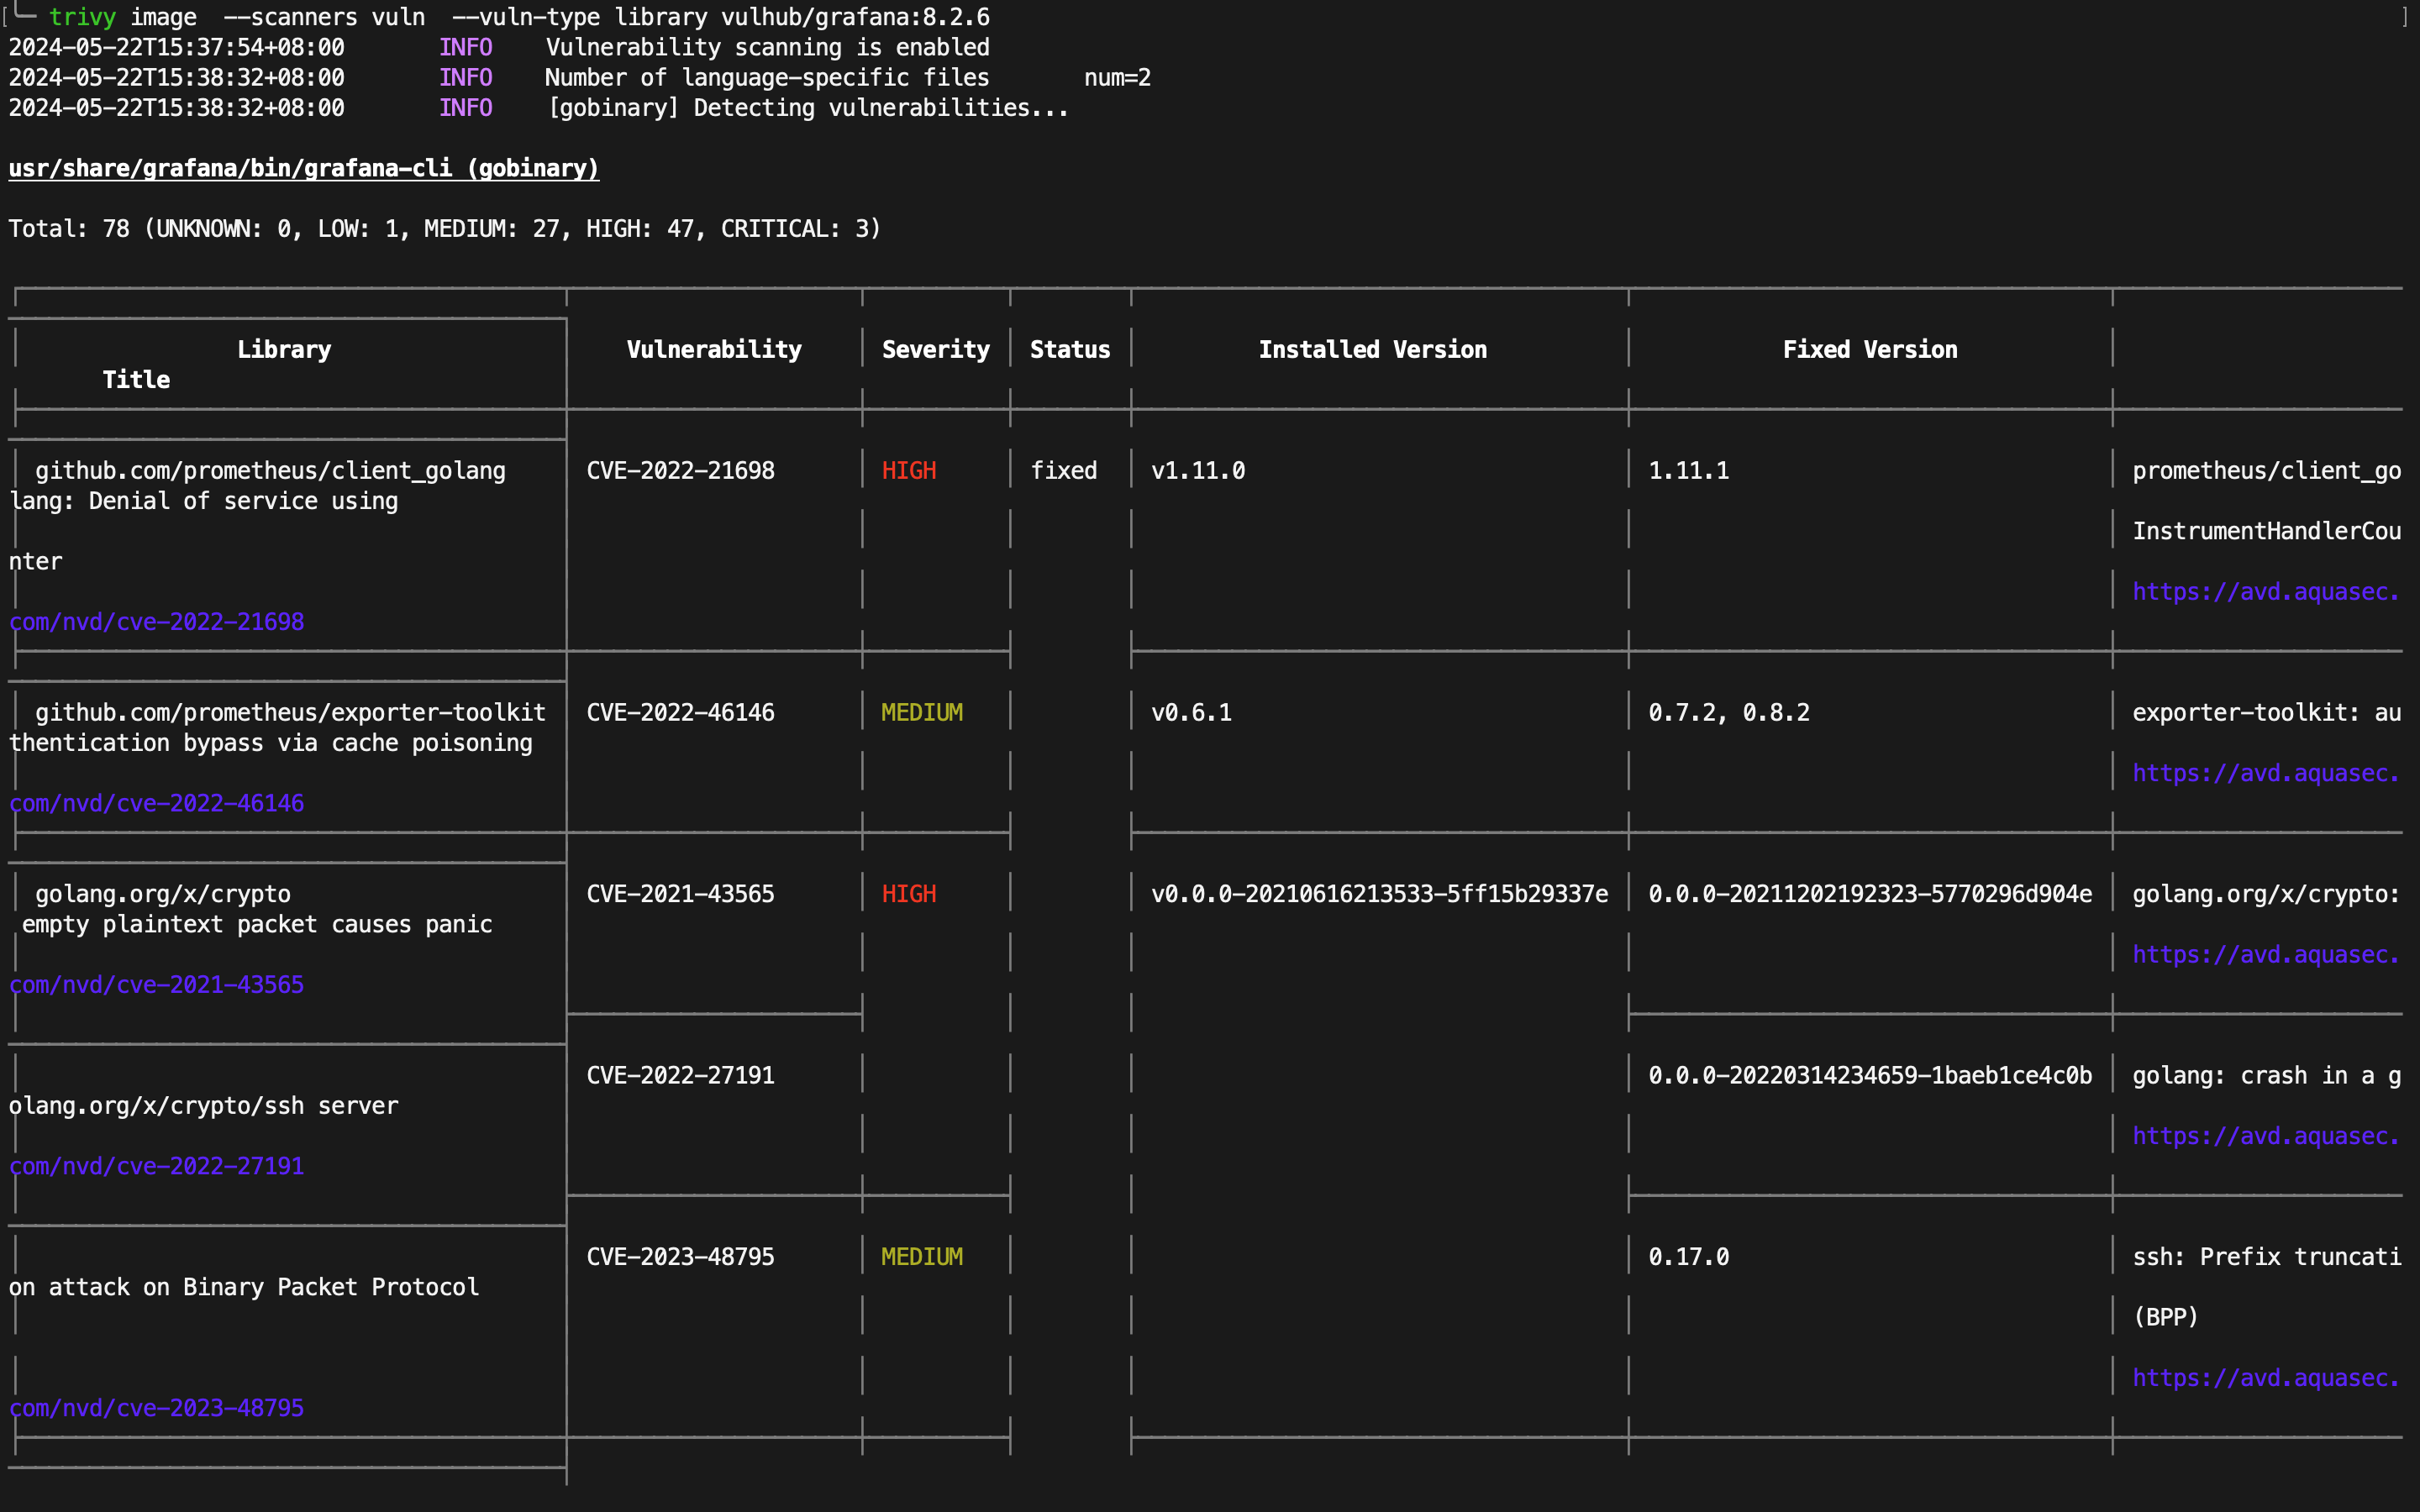 trivy image  --scanners vuln  --vuln-type library vulhub/grafana:8.2.6
2024-05-22T15:37:54+08:00 INFO Vulnerability scanning is enabled
2024-05-22T15:38:32+08:00 INFO Number of language-specific files num=2
2024-05-22T15:38:32+08:00 INFO [gobinary] Detecting vulnerabilities...
usr/share/grafana/bin/grafana-cli (gobinary)
Total: 78 (UNKNOWN: 0, LOW: 1, MEDIUM: 27, HIGH: 47, CRITICAL: 3)
Library Vulnerability Severity Status Installed Version Fixed Version
Title
github.com/prometheus/client_golang CVE-2022-21698 HIGH fixed v1.11.0 1.11.1 prometheus/client_go
lang: Denial of service using
InstrumentHandlerCou
nter
https://avd.aquasec.
com/nvd/cve-2022-21698
github.com/prometheus/exporter-toolkit CVE-2022-46146 MEDIUM v0.6.1 0.7.2, 0.8.2 exporter-toolkit: au
thentication bypass via cache poisoning
https://avd.aquasec.
com/nvd/cve-2022-46146
golang.org/x/crypto CVE-2021-43565 HIGH v0.0.0-20210616213533-5ff15b29337e 0.0.0-20211202192323-5770296d904e golang.org/x/crypto:
empty plaintext packet causes panic
https://avd.aquasec.
com/nvd/cve-2021-43565
CVE-2022-27191 0.0.0-20220314234659-1baeb1ce4c0b golang: crash in a g
olang.org/x/crypto/ssh server
https://avd.aquasec.
com/nvd/cve-2022-27191
CVE-2023-48795 MEDIUM 0.17.0 ssh: Prefix truncati
on attack on Binary Packet Protocol
(BPP)
https://avd.aquasec.
com/nvd/cve-2023-48795